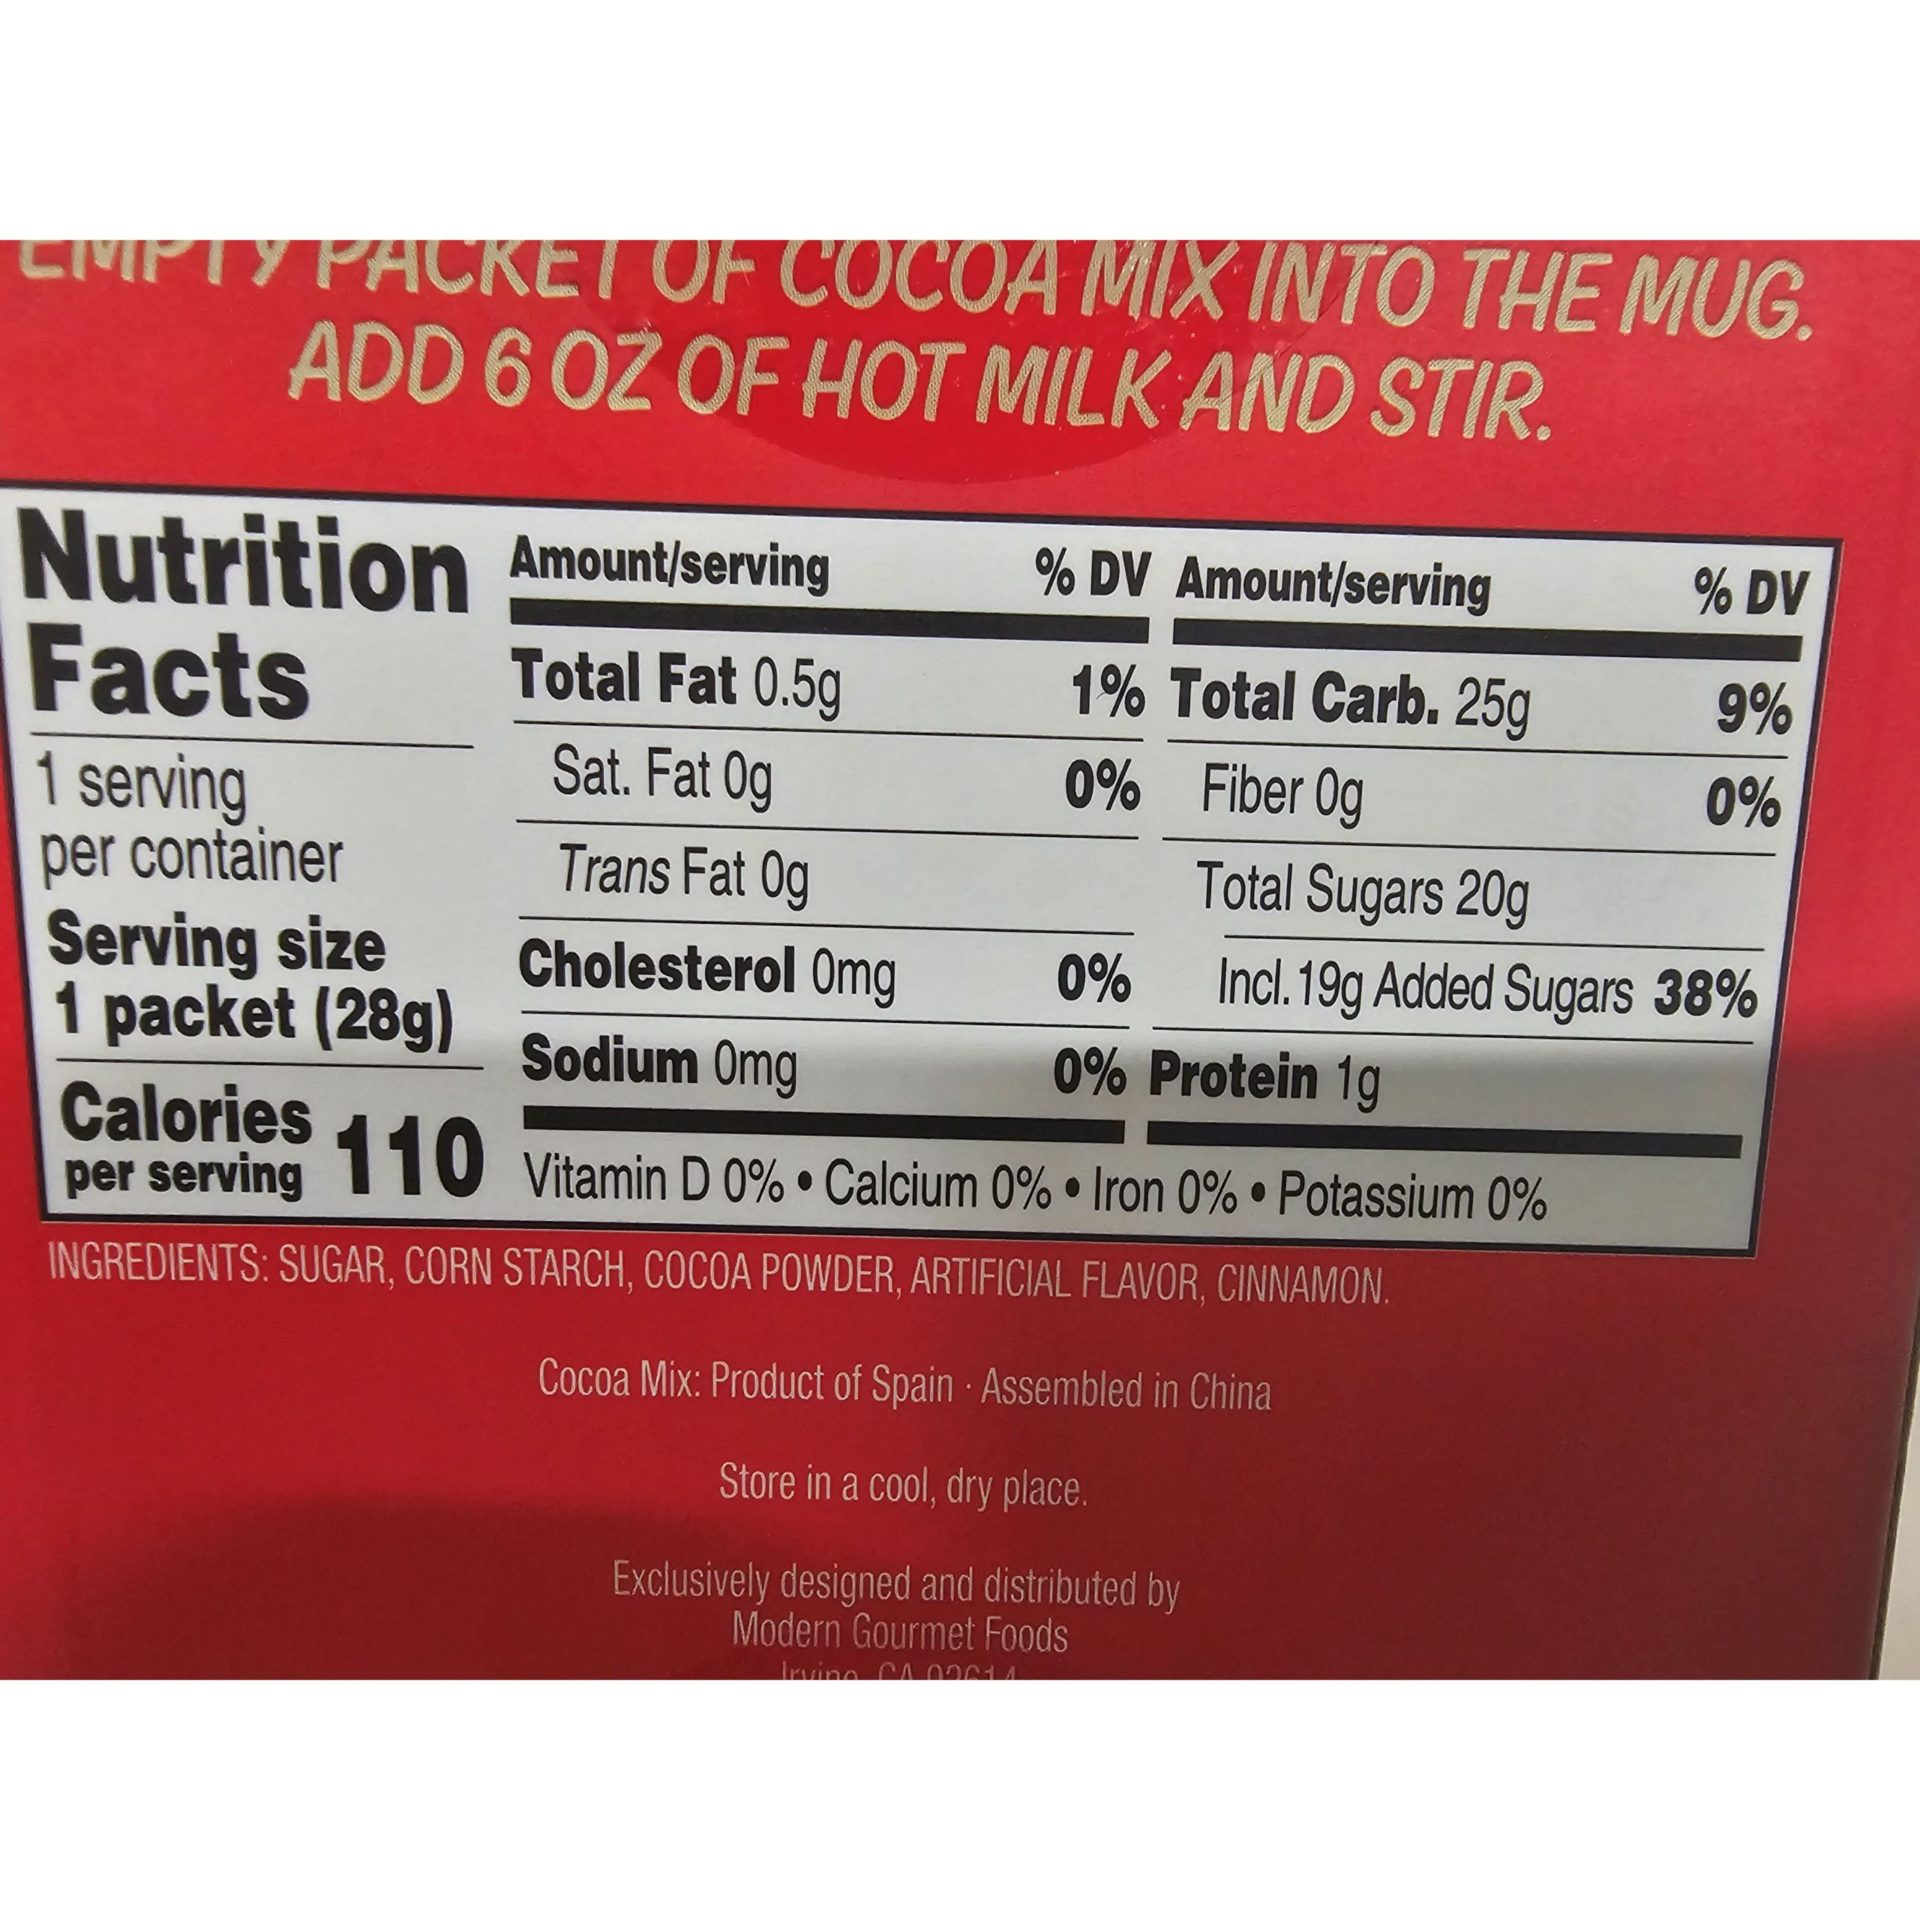 EMPTY PACKET OF COCOA MIX INTO THE MUG.
ADD 6 OZ OF HOT MILK AND STIR.
Nutrition
Facts
1 serving
per container
Serving size
1 packet (28g)
Calories
per serving 110
Amount/serving % DV
Total Fat 0.5g 1%
Sat. Fat 0g 0%
Trans Fat 0g
Cholesterol 0mg 0%
Sodium 0mg 0%
Amount/serving % DV
Total Carb. 25g 9%
Fiber 0g 0%
Total Sugars 20g
Incl. 19g Added Sugars 38%
Protein 1g
Vitamin D 0% • Calcium 0% • Iron 0% • Potassium 0%
INGREDIENTS: SUGAR, CORN STARCH, COCOA POWDER, ARTIFICIAL FLAVOR, CINNAMON.
Cocoa Mix: Product of Spain · Assembled in China
Store in a cool, dry place.
Exclusively designed and distributed by
Modern Gourmet Foods
Irvine, CA 92614